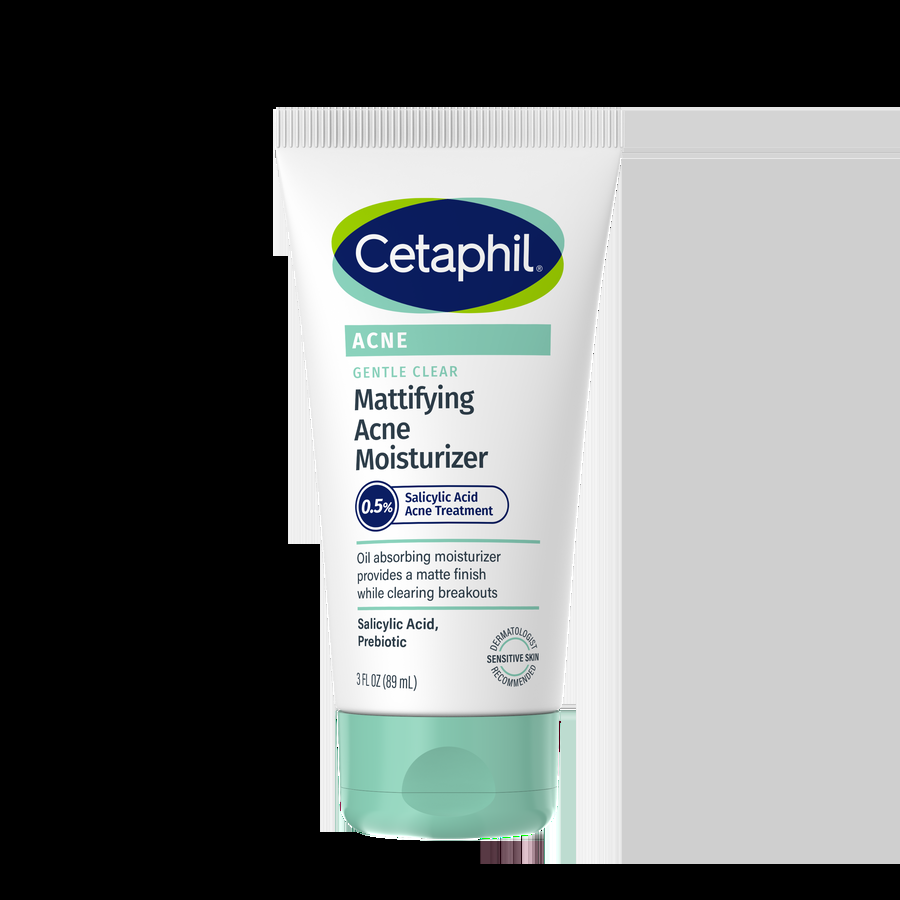 Cetaphil®
ACNE
GENTLE CLEAR
Mattifying
Acne
Moisturizer
0.5%
Salicylic Acid
Acne Treatment
Oil absorbing moisturizer
provides a matte finish
while clearing breakouts
Salicylic Acid,
Prebiotic
DERMATOLOGIST
SENSITIVE SKIN
RECOMMENDED
3 FL OZ (89 mL)